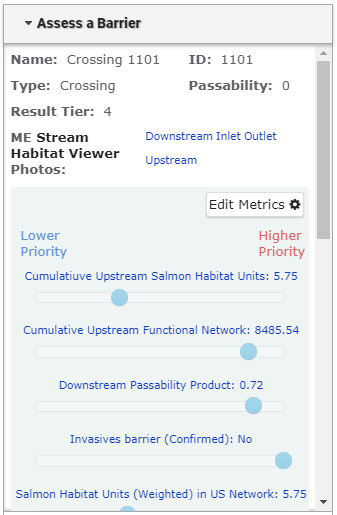 Assess a Barrier
Name: Crossing 1101 ID: 1101
Type: Crossing Passability: 0
Result Tier: 4
ME Stream Downstream Inlet Outlet
Habitat Viewer Upstream
Photos:
Edit Metrics
Lower Higher
Priority Priority
Cumulatiuve Upstream Salmon Habitat Units: 5.75
Cumulative Upstream Functional Network: 8485.54
Downstream Passability Product: 0.72
Invasives barrier (Confirmed): No
Salmon Habitat Units (Weighted) in US Network: 5.75